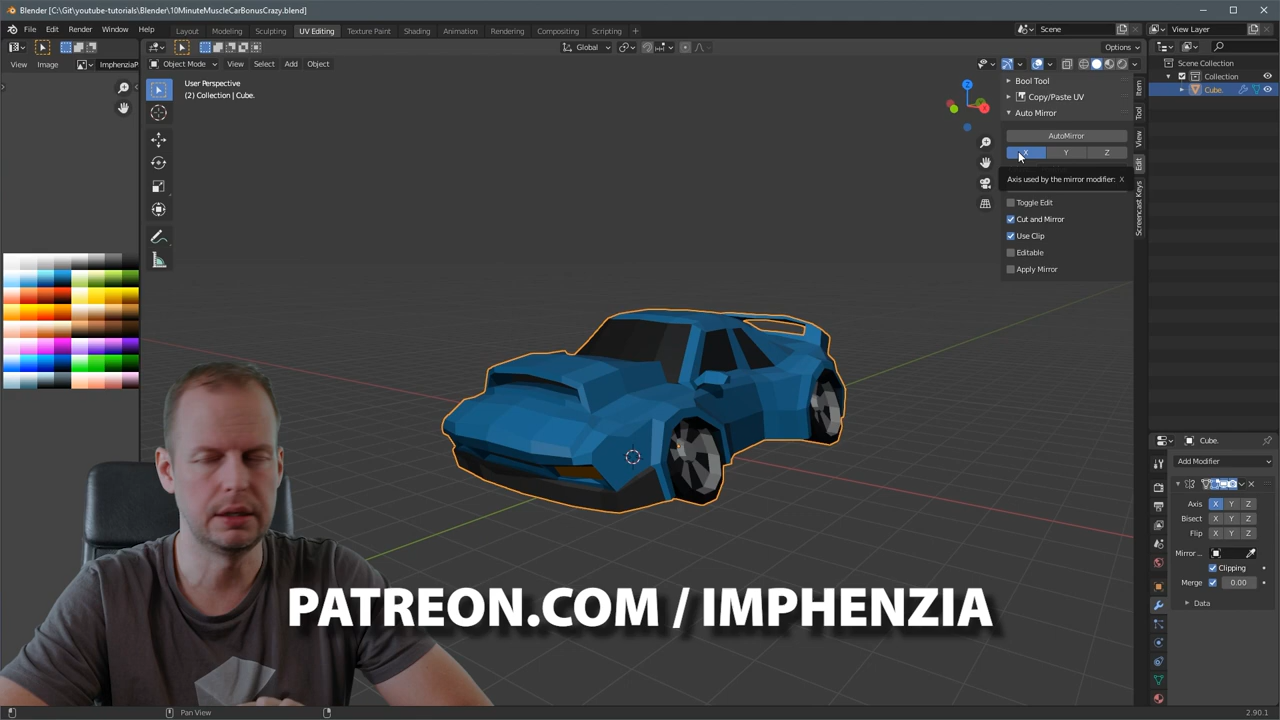 Blender [C:\Git\youtube-tutorials\Blender\10MinuteMuscleCarBonusCrazy.blend]
File Edit Render Window Help Layout Modeling Sculpting UV Editing Texture Paint Shading Animation Rendering Compositing Scripting + Scene View Layer
Global Options
View Image ImphenziaP Object Mode View Select Add Object
User Perspective
(2) Collection | Cube.
Bool Tool
Copy/Paste UV
Auto Mirror
AutoMirror
X Y Z
Axis used by the mirror modifier: X
Toggle Edit
Cut and Mirror
Use Clip
Editable
Apply Mirror
Item
Tool
View
Edit
Screencast Keys
Scene Collection
Collection
Cube.
Cube.
Add Modifier
Axis X Y Z
Bisect X Y Z
Flip X Y Z
Mirror ..
Clipping
Merge 0.00
Data
PATREON.COM / IMPHENZIA
Pan View
2.90.1